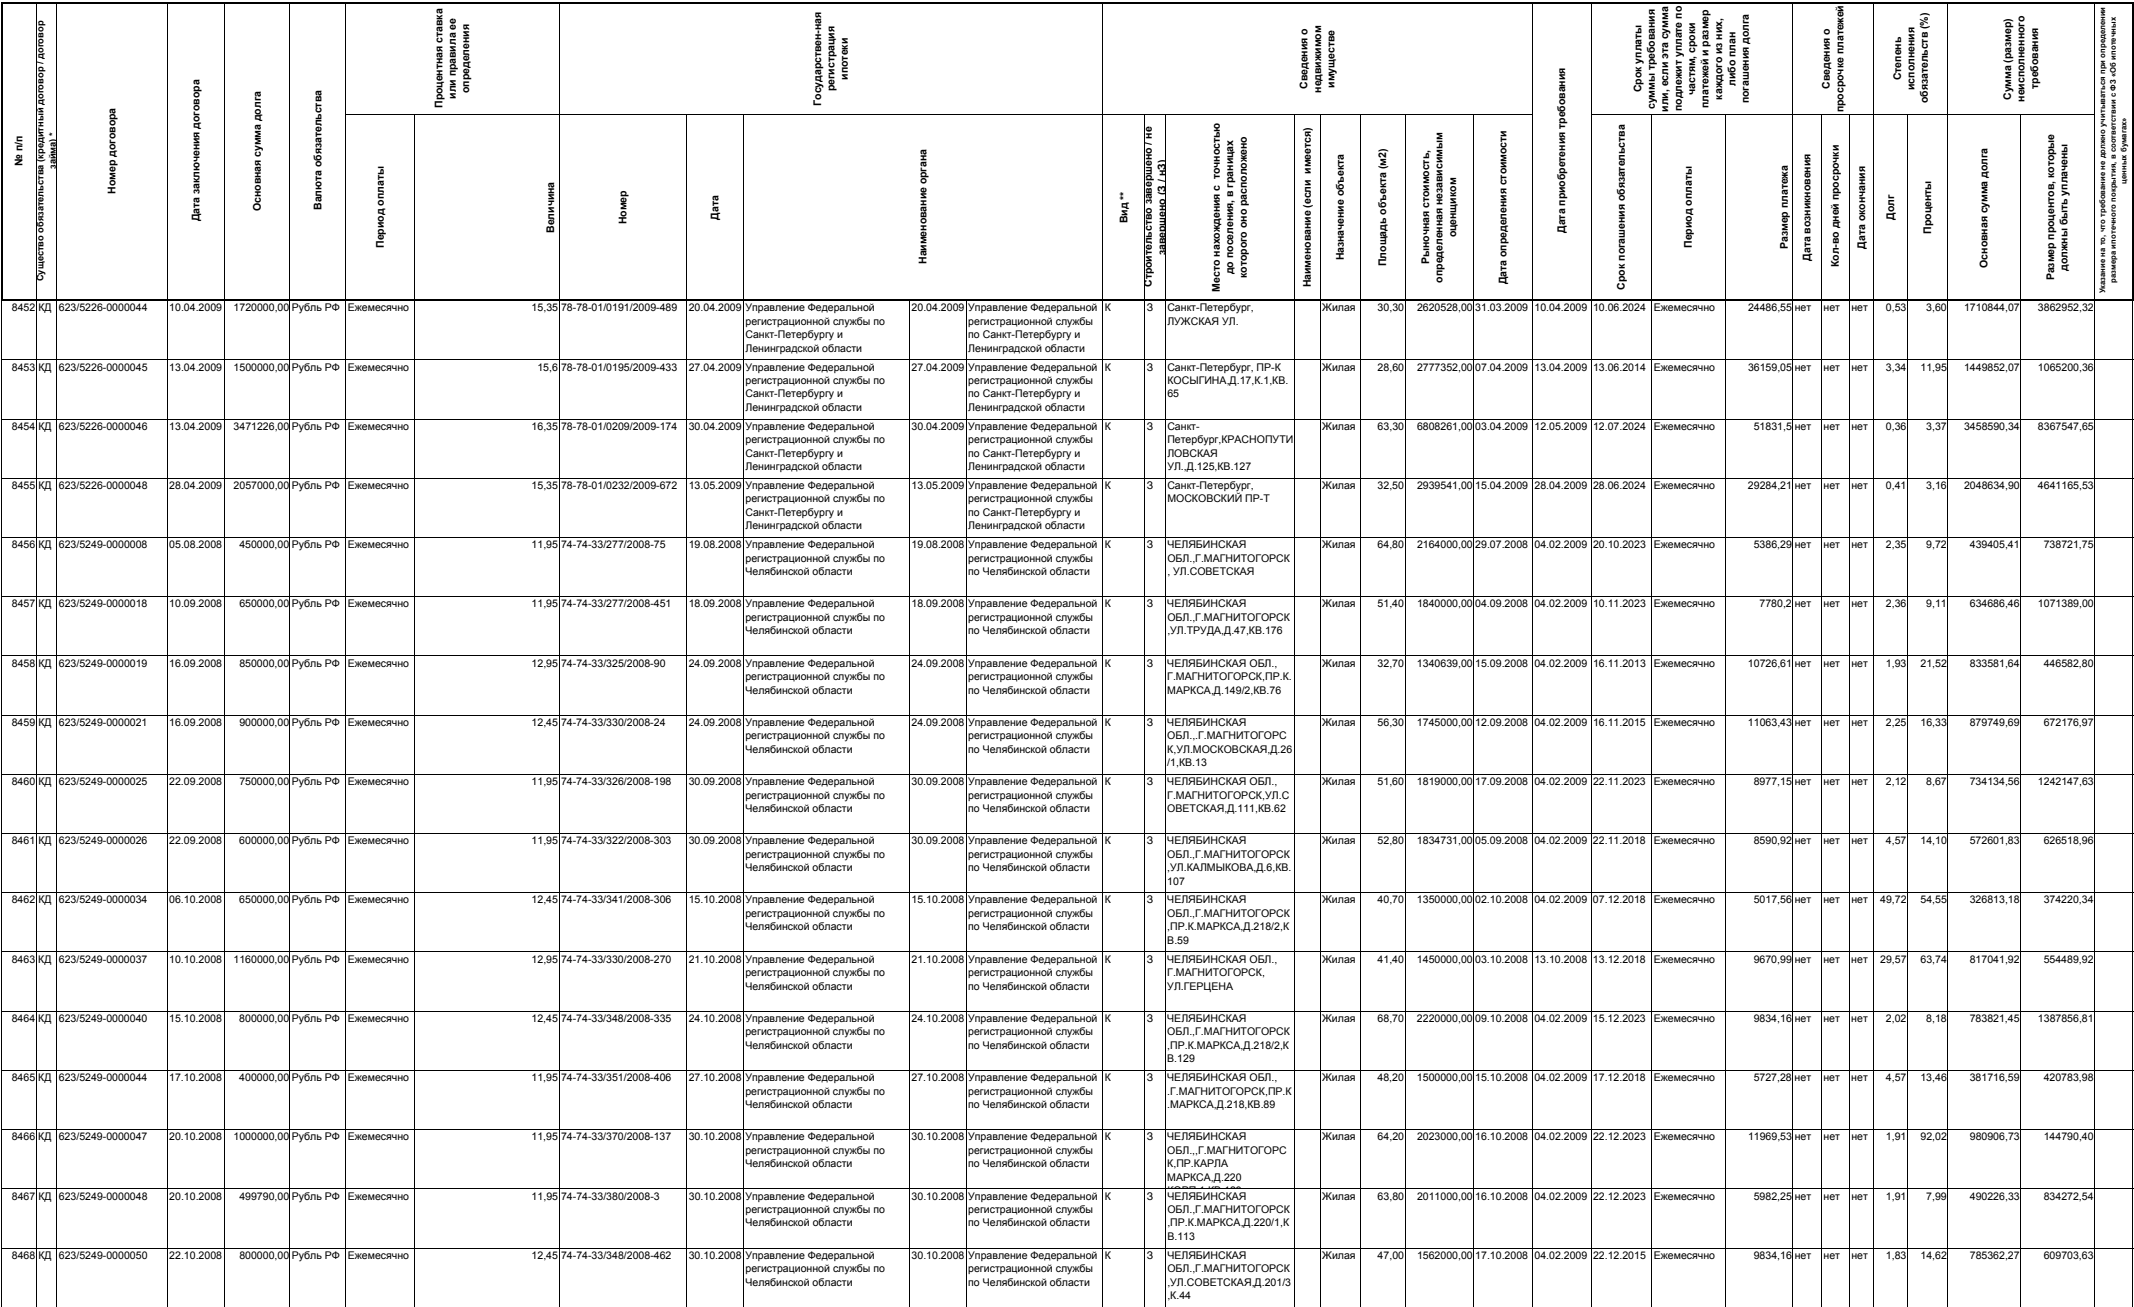 № п/п
Существо обязательства (кредитный договор / договор
займа) *
Номер договора
Дата заключения договора
Основная сумма долга
Валюта обязательства
Процентная ставка
или правила ее
определения
Период оплаты
Величина
Государствен-ная
регистрация
ипотеки
Номер
Дата
Наименование органа
Сведения о
недвижимом
имуществе
Вид **
Строительство завершено / не
завершено (З / нЗ)
Место нахождения с точностью
до поселения, в границах
которого оно расположено
Наименование (если имеется)
Назначение объекта
Площадь объекта (м2)
Рыночная стоимость,
определенная независимым
оценщиком
Дата определения стоимости
Дата приобретения требования
Срок уплаты
суммы требования
или, если эта сумма
подлежит уплате по
частям, сроки
платежей и размер
каждого из них,
либо план
погашения долга
Срок погашения обязательства
Период оплаты
Размер платежа
Сведения о
просрочке платежей
Дата возникновения
Кол-во дней просрочки
Дата окончания
Степень
исполнения
обязательств (%)
Долг
Проценты
Сумма (размер)
неисполненного
требования
Основная сумма долга
Размер процентов, которые
должны быть уплачены
Указание на то, что требование не должно учитываться при определении
размера ипотечного покрытия, в соответствии с ФЗ «Об ипотечных
ценных бумагах»
8452 КД 623/5226-0000044 10.04.2009 1720000,00 Рубль РФ Ежемесячно 15,35 78-78-01/0191/2009-489 20.04.2009 Управление Федеральной 20.04.2009 Управление Федеральной К З Санкт-Петербург, Жилая 30,30 2620528,00 31.03.2009 10.04.2009 10.06.2024 Ежемесячно 24486,55 нет нет нет 0,53 3,60 1710844,07 3862952,32
регистрационной службы по регистрационной службы ЛУЖСКАЯ УЛ.
Санкт-Петербургу и по Санкт-Петербургу и
Ленинградской области Ленинградской области
8453 КД 623/5226-0000045 13.04.2009 1500000,00 Рубль РФ Ежемесячно 15,6 78-78-01/0195/2009-433 27.04.2009 Управление Федеральной 27.04.2009 Управление Федеральной К З Санкт-Петербург, ПР-К Жилая 28,60 2777352,00 07.04.2009 13.04.2009 13.06.2014 Ежемесячно 36159,05 нет нет нет 3,34 11,95 1449852,07 1065200,36
регистрационной службы по регистрационной службы КОСЫГИНА,Д.17,К.1,КВ.
Санкт-Петербургу и по Санкт-Петербургу и 65
Ленинградской области Ленинградской области
8454 КД 623/5226-0000046 13.04.2009 3471226,00 Рубль РФ Ежемесячно 16,35 78-78-01/0209/2009-174 30.04.2009 Управление Федеральной 30.04.2009 Управление Федеральной К З Санкт- Жилая 63,30 6808261,00 03.04.2009 12.05.2009 12.07.2024 Ежемесячно 51831,5 нет нет нет 0,36 3,37 3458590,34 8367547,65
регистрационной службы по регистрационной службы Петербург,КРАСНОПУТИ
Санкт-Петербургу и по Санкт-Петербургу и ЛОВСКАЯ
Ленинградской области Ленинградской области УЛ.,Д.125,КВ.127
8455 КД 623/5226-0000048 28.04.2009 2057000,00 Рубль РФ Ежемесячно 15,35 78-78-01/0232/2009-672 13.05.2009 Управление Федеральной 13.05.2009 Управление Федеральной К З Санкт-Петербург, Жилая 32,50 2939541,00 15.04.2009 28.04.2009 28.06.2024 Ежемесячно 29284,21 нет нет нет 0,41 3,16 2048634,90 4641165,53
регистрационной службы по регистрационной службы МОСКОВСКИЙ ПР-Т
Санкт-Петербургу и по Санкт-Петербургу и
Ленинградской области Ленинградской области
8456 КД 623/5249-0000008 05.08.2008 450000,00 Рубль РФ Ежемесячно 11,95 74-74-33/277/2008-75 19.08.2008 Управление Федеральной 19.08.2008 Управление Федеральной К З ЧЕЛЯБИНСКАЯ Жилая 64,80 2164000,00 29.07.2008 04.02.2009 20.10.2023 Ежемесячно 5386,29 нет нет нет 2,35 9,72 439405,41 738721,75
регистрационной службы по регистрационной службы ОБЛ.,Г.МАГНИТОГОРСК
Челябинской области по Челябинской области , УЛ.СОВЕТСКАЯ
8457 КД 623/5249-0000018 10.09.2008 650000,00 Рубль РФ Ежемесячно 11,95 74-74-33/277/2008-451 18.09.2008 Управление Федеральной 18.09.2008 Управление Федеральной К З ЧЕЛЯБИНСКАЯ Жилая 51,40 1840000,00 04.09.2008 04.02.2009 10.11.2023 Ежемесячно 7780,2 нет нет нет 2,36 9,11 634686,46 1071389,00
регистрационной службы по регистрационной службы ОБЛ.,Г.МАГНИТОГОРСК
Челябинской области по Челябинской области ,УЛ.ТРУДА,Д.47,КВ.176
8458 КД 623/5249-0000019 16.09.2008 850000,00 Рубль РФ Ежемесячно 12,95 74-74-33/325/2008-90 24.09.2008 Управление Федеральной 24.09.2008 Управление Федеральной К З ЧЕЛЯБИНСКАЯ ОБЛ., Жилая 32,70 1340639,00 15.09.2008 04.02.2009 16.11.2013 Ежемесячно 10726,61 нет нет нет 1,93 21,52 833581,64 446582,80
регистрационной службы по регистрационной службы Г.МАГНИТОГОРСК,ПР.К.
Челябинской области по Челябинской области МАРКСА,Д.149/2,КВ.76
8459 КД 623/5249-0000021 16.09.2008 900000,00 Рубль РФ Ежемесячно 12,45 74-74-33/330/2008-24 24.09.2008 Управление Федеральной 24.09.2008 Управление Федеральной К З ЧЕЛЯБИНСКАЯ Жилая 56,30 1745000,00 12.09.2008 04.02.2009 16.11.2015 Ежемесячно 11063,43 нет нет нет 2,25 16,33 879749,69 672176,97
регистрационной службы по регистрационной службы ОБЛ.,.Г.МАГНИТОГОРС
Челябинской области по Челябинской области К,УЛ.МОСКОВСКАЯ,Д.26
/1,КВ.13
8460 КД 623/5249-0000025 22.09.2008 750000,00 Рубль РФ Ежемесячно 11,95 74-74-33/326/2008-198 30.09.2008 Управление Федеральной 30.09.2008 Управление Федеральной К З ЧЕЛЯБИНСКАЯ ОБЛ., Жилая 51,60 1819000,00 17.09.2008 04.02.2009 22.11.2023 Ежемесячно 8977,15 нет нет нет 2,12 8,67 734134,56 1242147,63
регистрационной службы по регистрационной службы Г.МАГНИТОГОРСК,УЛ.С
Челябинской области по Челябинской области ОВЕТСКАЯ,Д.111,КВ.62
8461 КД 623/5249-0000026 22.09.2008 600000,00 Рубль РФ Ежемесячно 11,95 74-74-33/322/2008-303 30.09.2008 Управление Федеральной 30.09.2008 Управление Федеральной К З ЧЕЛЯБИНСКАЯ Жилая 52,80 1834731,00 05.09.2008 04.02.2009 22.11.2018 Ежемесячно 8590,92 нет нет нет 4,57 14,10 572601,83 626518,96
регистрационной службы по регистрационной службы ОБЛ.,Г.МАГНИТОГОРСК
Челябинской области по Челябинской области ,УЛ.КАЛМЫКОВА,Д.6,КВ.
107
8462 КД 623/5249-0000034 06.10.2008 650000,00 Рубль РФ Ежемесячно 12,45 74-74-33/341/2008-306 15.10.2008 Управление Федеральной 15.10.2008 Управление Федеральной К З ЧЕЛЯБИНСКАЯ Жилая 40,70 1350000,00 02.10.2008 04.02.2009 07.12.2018 Ежемесячно 5017,56 нет нет нет 49,72 54,55 326813,18 374220,34
регистрационной службы по регистрационной службы ОБЛ.,Г.МАГНИТОГОРСК
Челябинской области по Челябинской области ,ПР.К.МАРКСА,Д.218/2,К
В.59
8463 КД 623/5249-0000037 10.10.2008 1160000,00 Рубль РФ Ежемесячно 12,95 74-74-33/330/2008-270 21.10.2008 Управление Федеральной 21.10.2008 Управление Федеральной К З ЧЕЛЯБИНСКАЯ ОБЛ., Жилая 41,40 1450000,00 03.10.2008 13.10.2008 13.12.2018 Ежемесячно 9670,99 нет нет нет 29,57 63,74 817041,92 554489,92
регистрационной службы по регистрационной службы Г.МАГНИТОГОРСК,
Челябинской области по Челябинской области УЛ.ГЕРЦЕНА
8464 КД 623/5249-0000040 15.10.2008 800000,00 Рубль РФ Ежемесячно 12,45 74-74-33/348/2008-335 24.10.2008 Управление Федеральной 24.10.2008 Управление Федеральной К З ЧЕЛЯБИНСКАЯ Жилая 68,70 2220000,00 09.10.2008 04.02.2009 15.12.2023 Ежемесячно 9834,16 нет нет нет 2,02 8,18 783821,45 1387856,81
регистрационной службы по регистрационной службы ОБЛ.,Г.МАГНИТОГОРСК
Челябинской области по Челябинской области ,ПР.К.МАРКСА,Д.218/2,К
В.129
8465 КД 623/5249-0000044 17.10.2008 400000,00 Рубль РФ Ежемесячно 11,95 74-74-33/351/2008-406 27.10.2008 Управление Федеральной 27.10.2008 Управление Федеральной К З ЧЕЛЯБИНСКАЯ ОБЛ., Жилая 48,20 1500000,00 15.10.2008 04.02.2009 17.12.2018 Ежемесячно 5727,28 нет нет нет 4,57 13,46 381716,59 420783,98
регистрационной службы по регистрационной службы .Г.МАГНИТОГОРСК,ПР.К
Челябинской области по Челябинской области .МАРКСА,Д.218,КВ.89
8466 КД 623/5249-0000047 20.10.2008 1000000,00 Рубль РФ Ежемесячно 11,95 74-74-33/370/2008-137 30.10.2008 Управление Федеральной 30.10.2008 Управление Федеральной К З ЧЕЛЯБИНСКАЯ Жилая 64,20 2023000,00 16.10.2008 04.02.2009 22.12.2023 Ежемесячно 11969,53 нет нет нет 1,91 92,02 980906,73 144790,40
регистрационной службы по регистрационной службы ОБЛ.,,Г.МАГНИТОГОРС
Челябинской области по Челябинской области К,ПР.КАРЛА
МАРКСА,Д.220
8467 КД 623/5249-0000048 20.10.2008 499790,00 Рубль РФ Ежемесячно 11,95 74-74-33/380/2008-3 30.10.2008 Управление Федеральной 30.10.2008 Управление Федеральной К З ЧЕЛЯБИНСКАЯ Жилая 63,80 2011000,00 16.10.2008 04.02.2009 22.12.2023 Ежемесячно 5982,25 нет нет нет 1,91 7,99 490226,33 834272,54
регистрационной службы по регистрационной службы ОБЛ.,Г.МАГНИТОГОРСК
Челябинской области по Челябинской области ,ПР.К.МАРКСА,Д.220/1,К
В.113
8468 КД 623/5249-0000050 22.10.2008 800000,00 Рубль РФ Ежемесячно 12,45 74-74-33/348/2008-462 30.10.2008 Управление Федеральной 30.10.2008 Управление Федеральной К З ЧЕЛЯБИНСКАЯ Жилая 47,00 1562000,00 17.10.2008 04.02.2009 22.12.2015 Ежемесячно 9834,16 нет нет нет 1,83 14,62 785362,27 609703,63
регистрационной службы по регистрационной службы ОБЛ.,Г.МАГНИТОГОРСК
Челябинской области по Челябинской области ,УЛ.СОВЕТСКАЯ,Д.201/3
,К.44